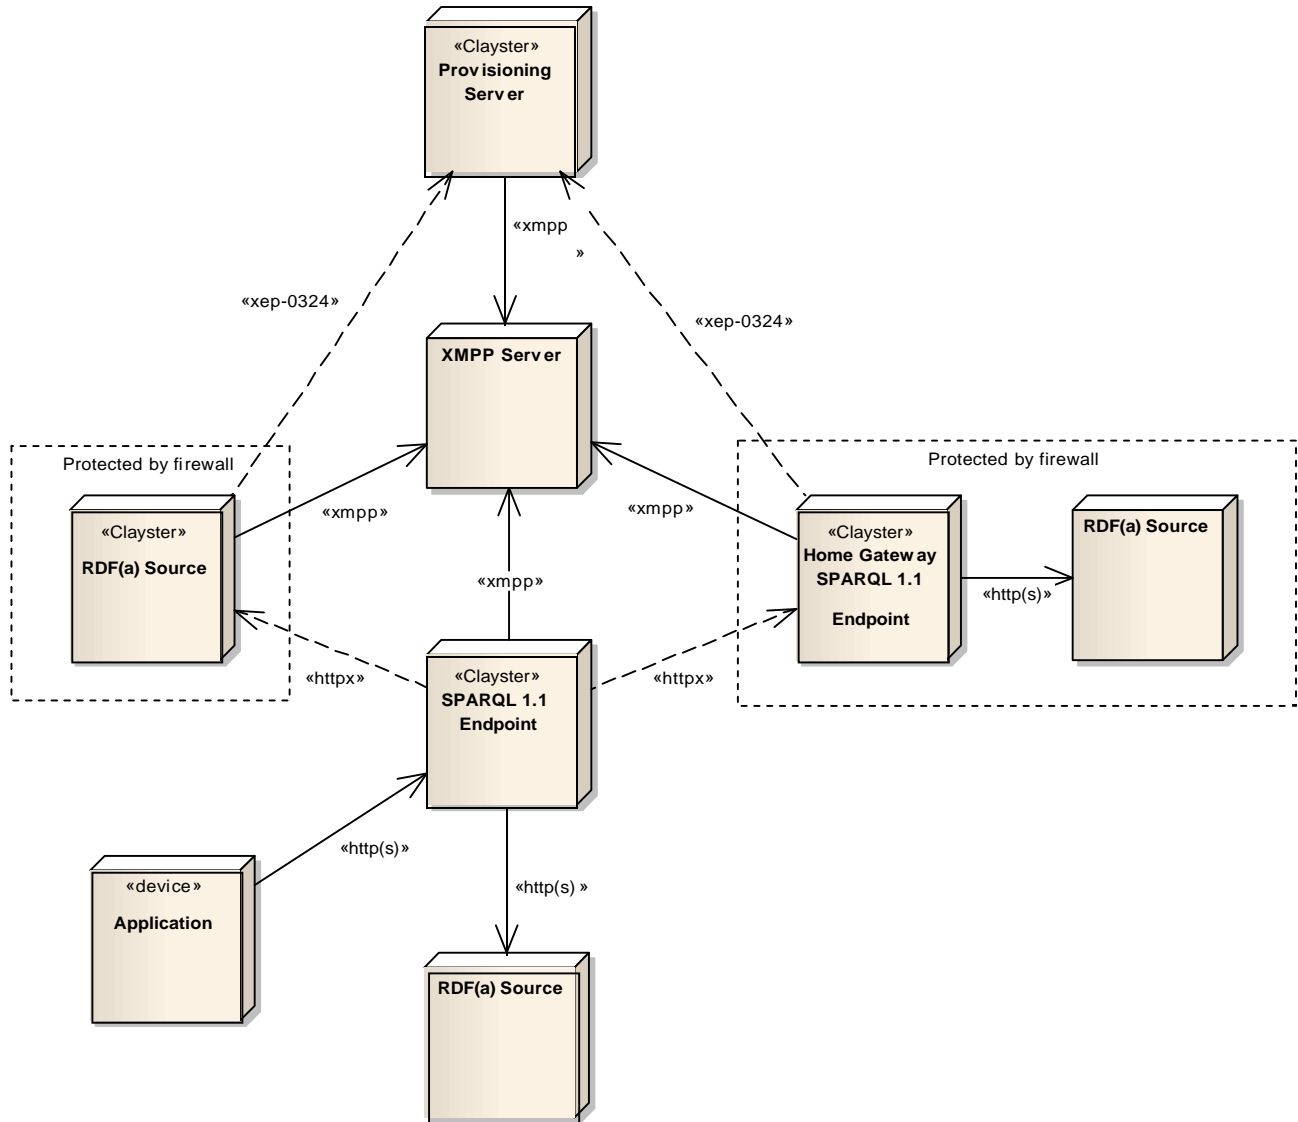 «Clayster»
Provisioning
Server
«xmpp
»
«xep-0324»
«xep-0324»
XMPP Server
Protected by firewall
Protected by firewall
«Clayster»
RDF(a) Source
«xmpp»
«xmpp»
«Clayster»
Home Gateway
SPARQL 1.1
Endpoint
RDF(a) Source
«http(s)»
«xmpp»
«httpx»
«httpx»
«Clayster»
SPARQL 1.1
Endpoint
«http(s)»
«device»
Application
«http(s) »
RDF(a) Source